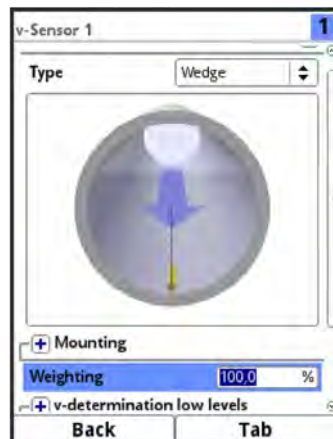 v-Sensor 1 1
Type Wedge
Mounting
Weighting 100,0 %
v-determination low levels
Back Tab